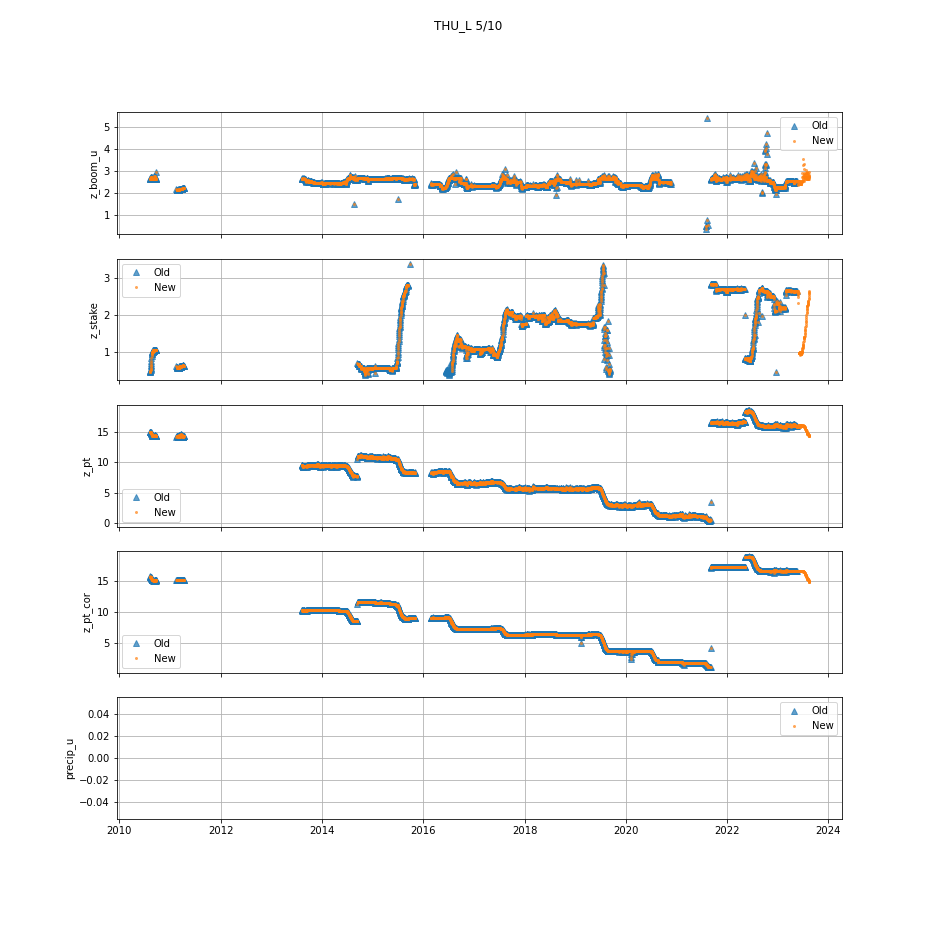 THU_L 5/10
z_boom_u
5
4
3
2
1
Old
New
z_stake
3
2
1
Old
New
z_pt
15
10
5
0
Old
New
z_pt_cor
15
10
5
Old
New
precip_u
0.04
0.02
0.00
−0.02
−0.04
Old
New
2010 2012 2014 2016 2018 2020 2022 2024